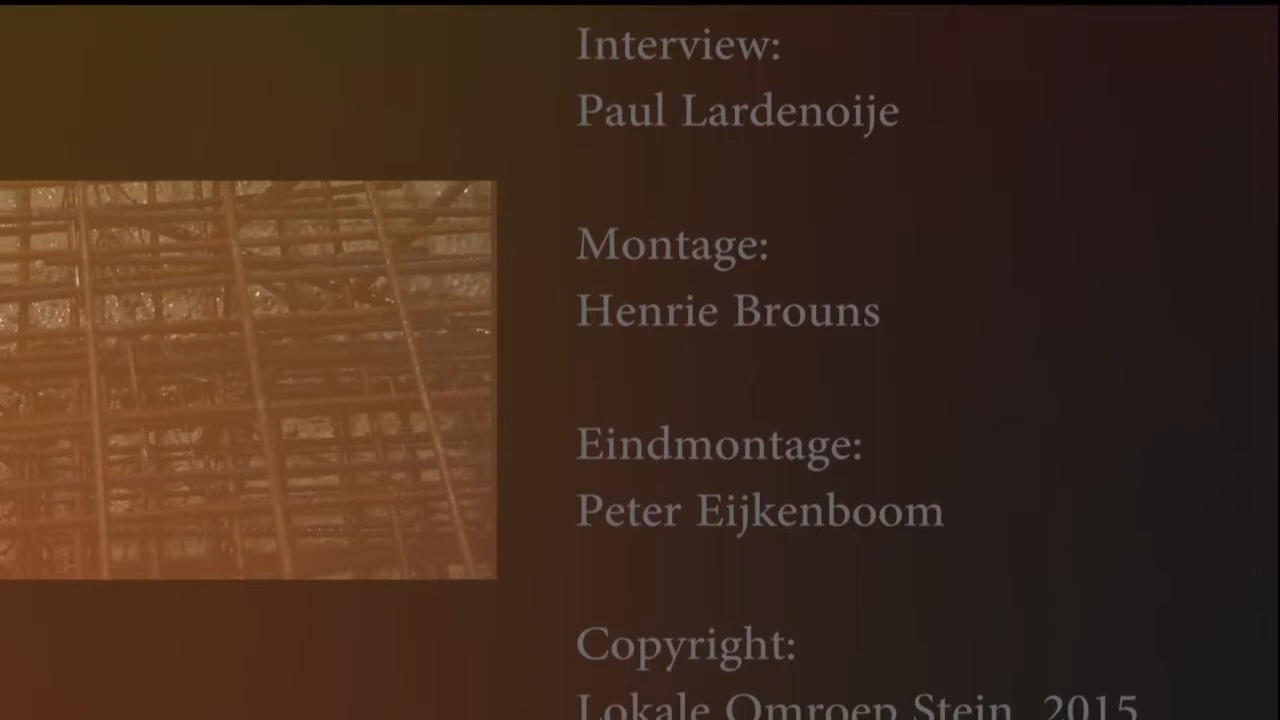 Interview:
Paul Lardenoije
Montage:
Henrie Brouns
Eindmontage:
Peter Eijkenboom
Copyright:
Lokale Omroep Stein, 2015